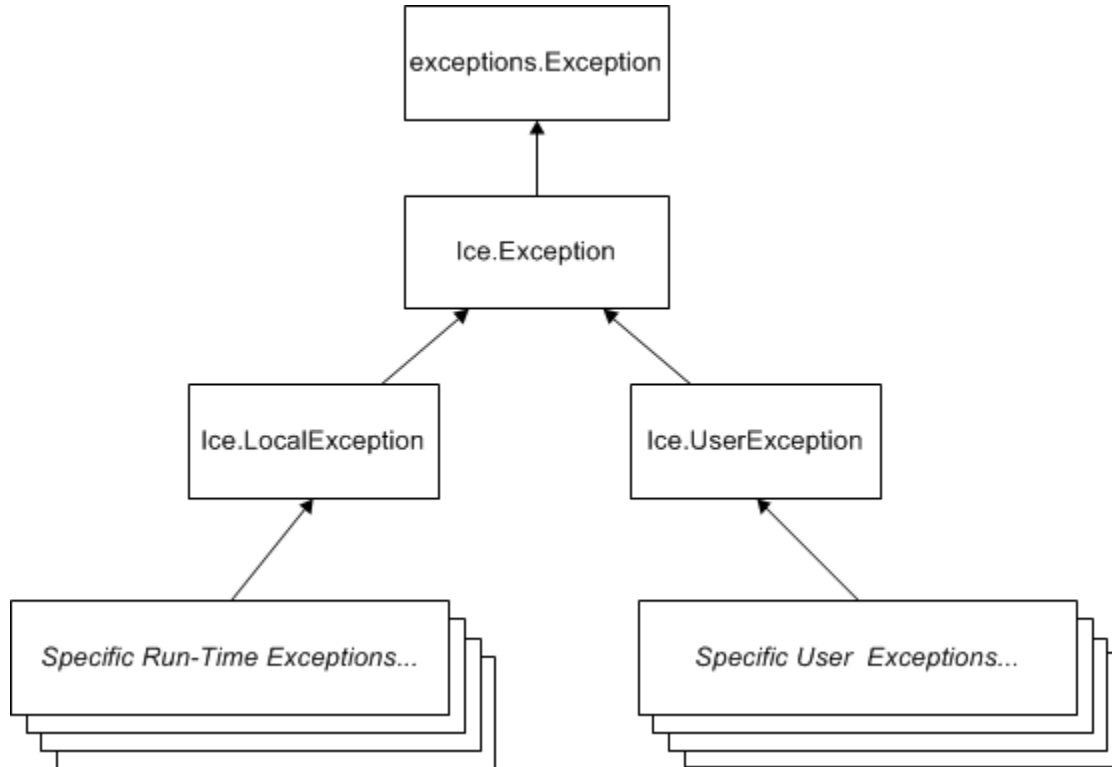 exceptions.Exception
Ice.Exception
Ice.LocalException
Ice.UserException
Specific Run-Time Exceptions...
Specific User Exceptions...